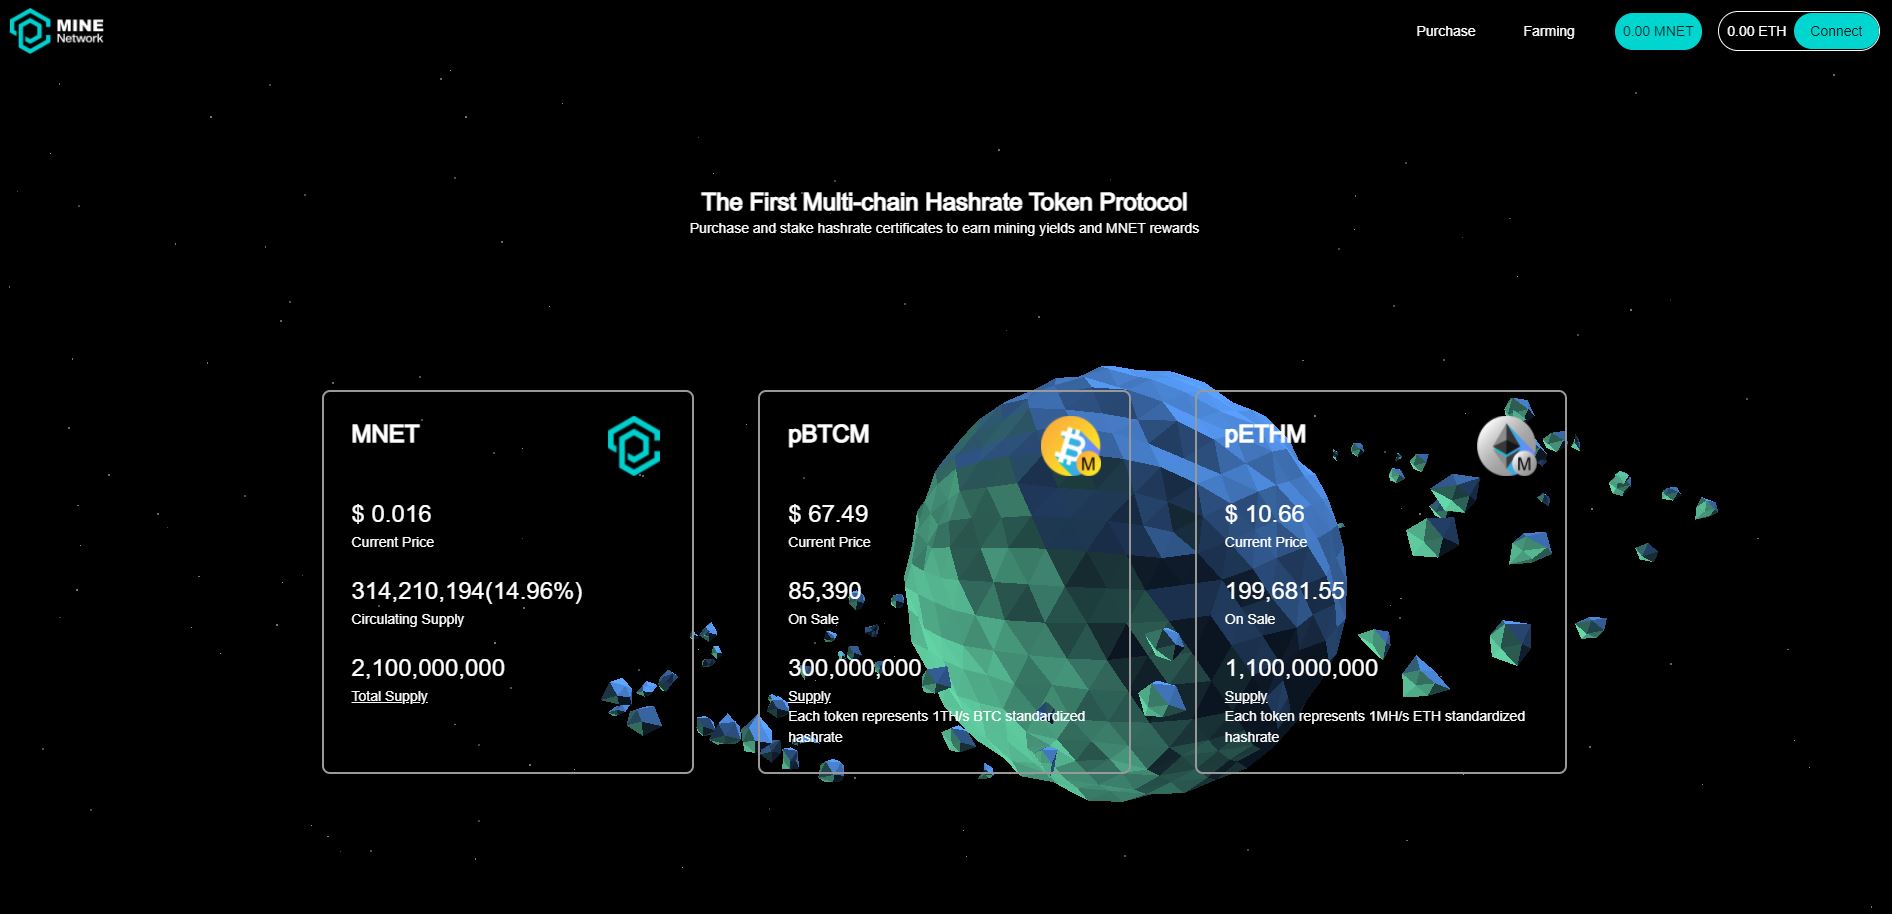 MINE
Network
Purchase
Farming
0.00 MNET
0.00 ETH
Connect
The First Multi-chain Hashrate Token Protocol
Purchase and stake hashrate certificates to earn mining yields and MNET rewards
MNET
$ 0.016
Current Price
314,210,194(14.96%)
Circulating Supply
2,100,000,000
Total Supply
pBTCM
M
$ 67.49
Current Price
85,390
On Sale
300,000,000
Supply
Each token represents 1TH/s BTC standardized
hashrate
pETHM
M
$ 10.66
Current Price
199,681.55
On Sale
1,100,000,000
Supply
Each token represents 1MH/s ETH standardized
hashrate